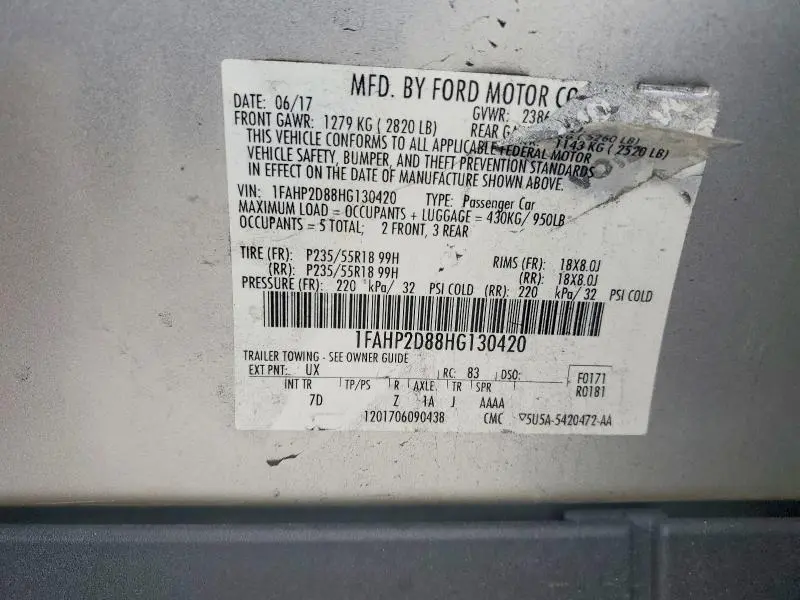 MFD. BY FORD MOTOR CO
DATE: 06/17 GVWR: 2386
FRONT GAWR: 1279 KG ( 2820 LB) REAR GA 5260 LB)
THIS VEHICLE CONFORMS TO ALL APPLICABLE FEDERAL MOTOR 1143 KG ( 2520 LB)
VEHICLE SAFETY, BUMPER, AND THEFT PREVENTION STANDARDS
IN EFFECT ON THE DATE OF MANUFACTURE SHOWN ABOVE.
VIN: 1FAHP2D88HG130420 TYPE: Passenger Car
MAXIMUM LOAD = OCCUPANTS + LUGGAGE = 430KG/ 950LB
OCCUPANTS = 5 TOTAL; 2 FRONT, 3 REAR
TIRE (FR): P235/55R18 99H RIMS (FR): 18X8.0J
(RR): P235/55R18 99H (RR): 18X8.0J
PRESSURE (FR): 220 kPa/ 32 PSI COLD (RR): 220 kPa/ 32 PSI COLD
1FAHP2D88HG130420
TRAILER TOWING - SEE OWNER GUIDE
EXT PNT: UX RC: 83 DSO: F0171
INT TR TP/PS R AXLE TR SPR R0181
7D Z 1A J AAAA
1201706090438 CMC ▽5U5A-5420472-AA